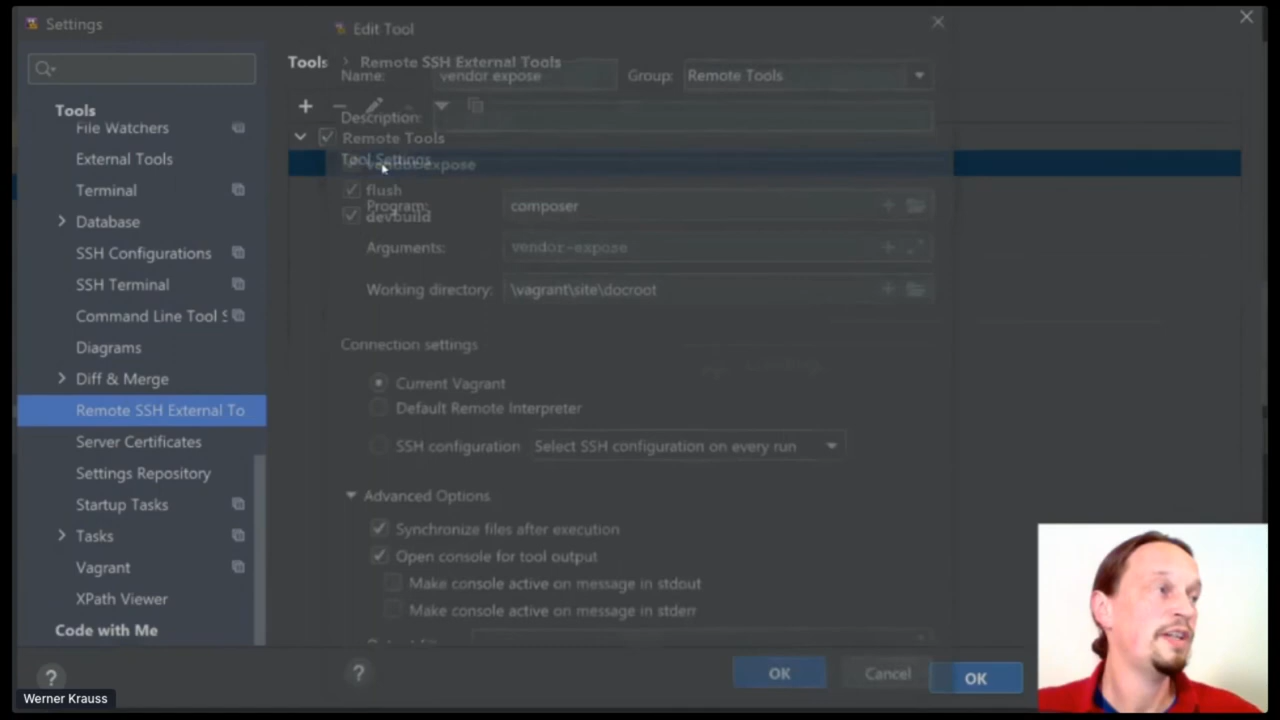 Settings
Edit Tool
Tools › Remote SSH External Tools
Name: vendor expose Group: Remote Tools
Description:
Tools
File Watchers
Remote Tools
External Tools
Tool Settings
vendor expose
Terminal
flush
Program: composer
devbuild
Database
Arguments: vendor-expose
SSH Configurations
SSH Terminal
Working directory: \vagrant\site\docroot
Command Line Tool S
Diagrams
Connection settings
Diff & Merge
Current Vagrant
Remote SSH External To
Default Remote Interpreter
Server Certificates
SSH configuration Select SSH configuration on every run
Settings Repository
Advanced Options
Startup Tasks
Synchronize files after execution
Tasks
Open console for tool output
Vagrant
Make console active on message in stdout
XPath Viewer
Make console active on message in stderr
Code with Me
?
?
OK
Cancel
OK
Werner Krauss